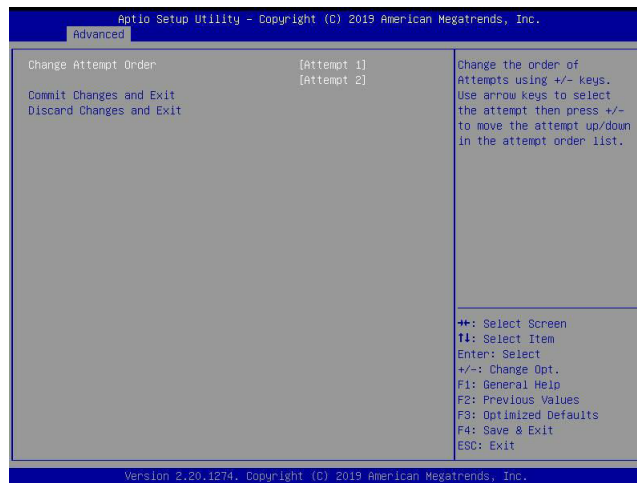 Aptio Setup Utility – Copyright (C) 2019 American Megatrends, Inc.
Advanced
Change Attempt Order [Attempt 1]
[Attempt 2]
Commit Changes and Exit
Discard Changes and Exit
Change the order of
Attempts using +/- keys.
Use arrow keys to select
the attempt then press +/-
to move the attempt up/down
in the attempt order list.
→←: Select Screen
↑↓: Select Item
Enter: Select
+/-: Change Opt.
F1: General Help
F2: Previous Values
F3: Optimized Defaults
F4: Save & Exit
ESC: Exit
Version 2.20.1274. Copyright (C) 2019 American Megatrends, Inc.